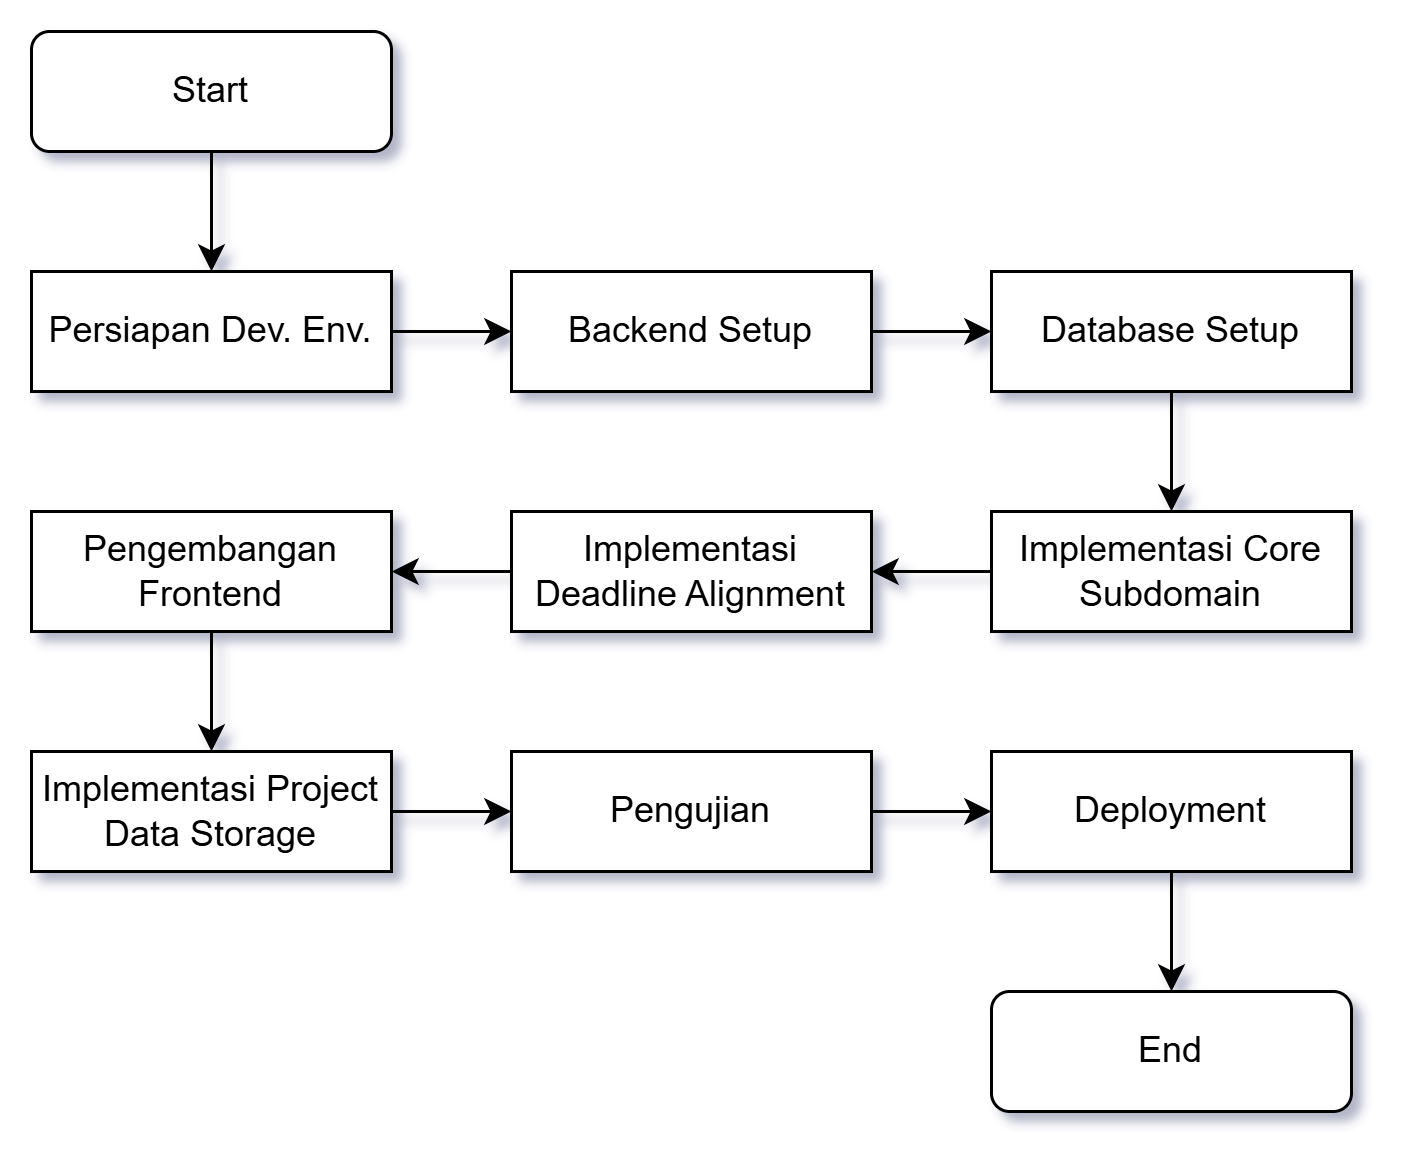 Start
Persiapan Dev. Env.
Backend Setup
Database Setup
Implementasi Core
Subdomain
Implementasi
Deadline Alignment
Pengembangan
Frontend
Implementasi Project
Data Storage
Pengujian
Deployment
End